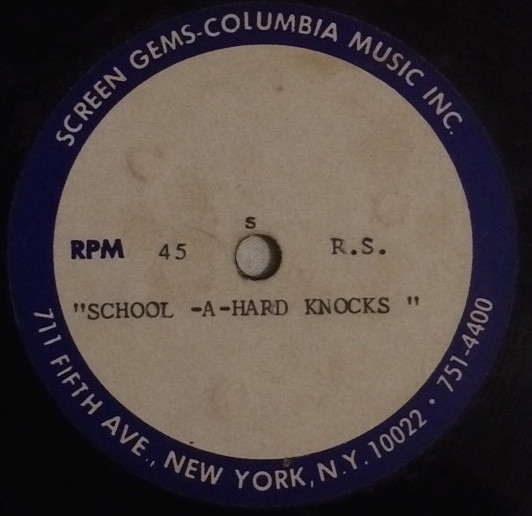 SCREEN GEMS-COLUMBIA MUSIC INC.
S
RPM 45 R.S.
"SCHOOL -A-HARD KNOCKS "
711 FIFTH AVE., NEW YORK, N.Y. 10022 · 751-4400